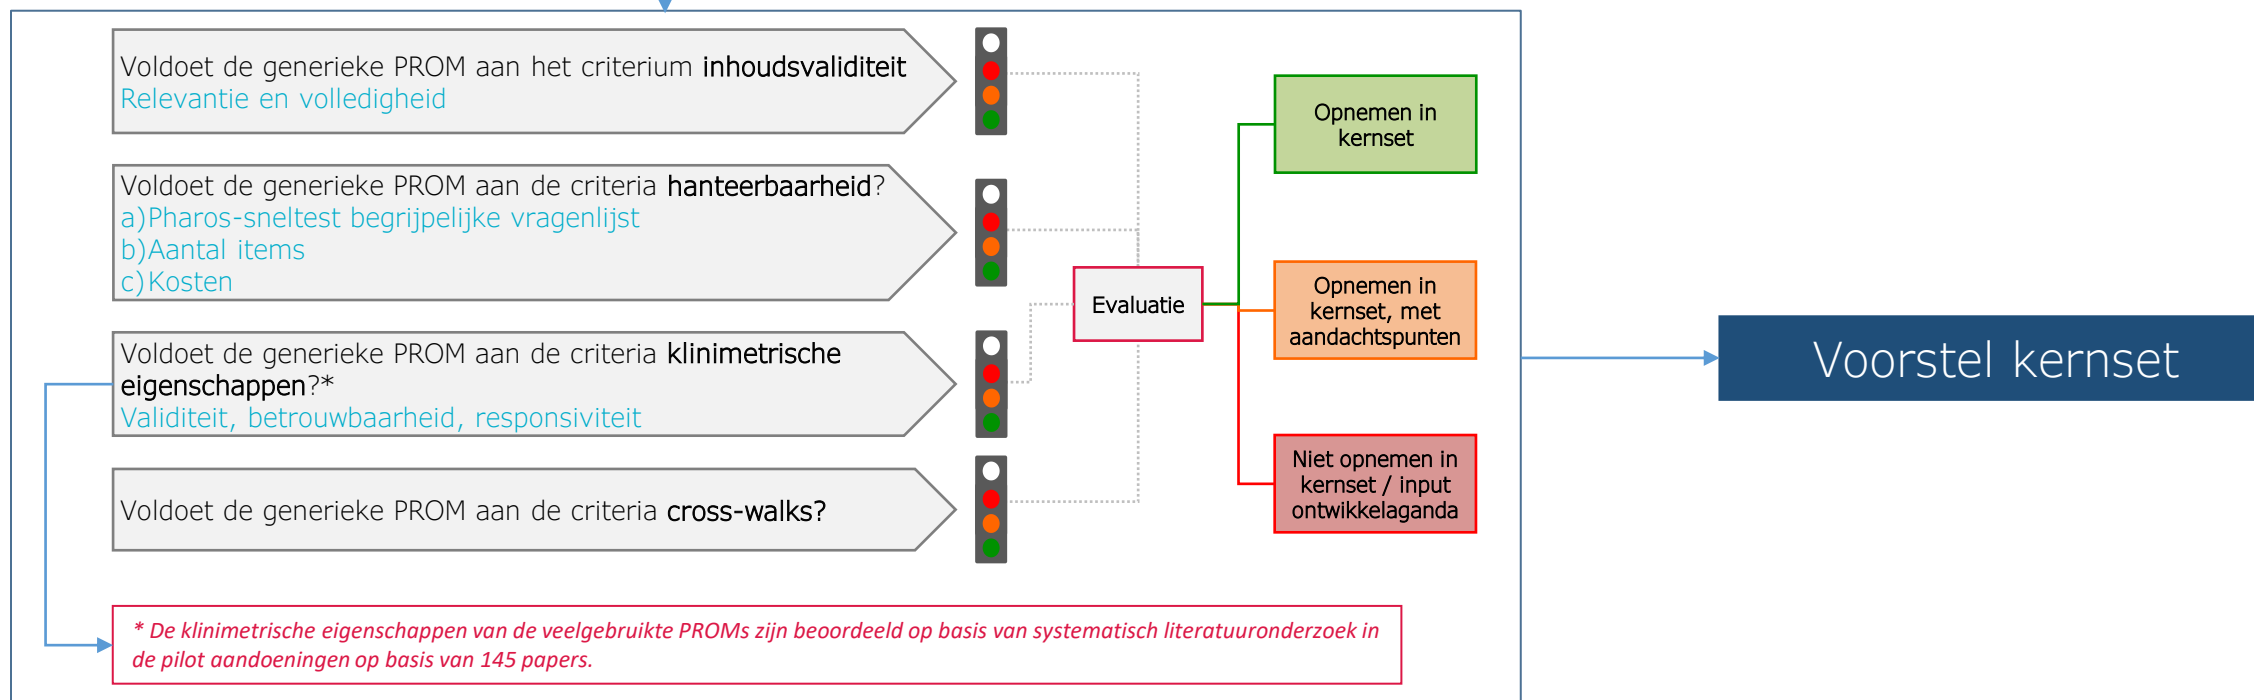 Voldoet de generieke PROM aan het criterium inhoudsvaliditeit
Relevantie en volledigheid
Voldoet de generieke PROM aan de criteria hanteerbaarheid?
a)Pharos-sneltest begrijpelijke vragenlijst
b)Aantal items
c)Kosten
Voldoet de generieke PROM aan de criteria klinimetrische
eigenschappen?*
Validiteit, betrouwbaarheid, responsiviteit
Voldoet de generieke PROM aan de criteria cross-walks?
Evaluatie
Opnemen in
kernset
Opnemen in
kernset, met
aandachtspunten
Niet opnemen in
kernset / input
ontwikkelaganda
Voorstel kernset
* De klinimetrische eigenschappen van de veelgebruikte PROMs zijn beoordeeld op basis van systematisch literatuuronderzoek in
de pilot aandoeningen op basis van 145 papers.